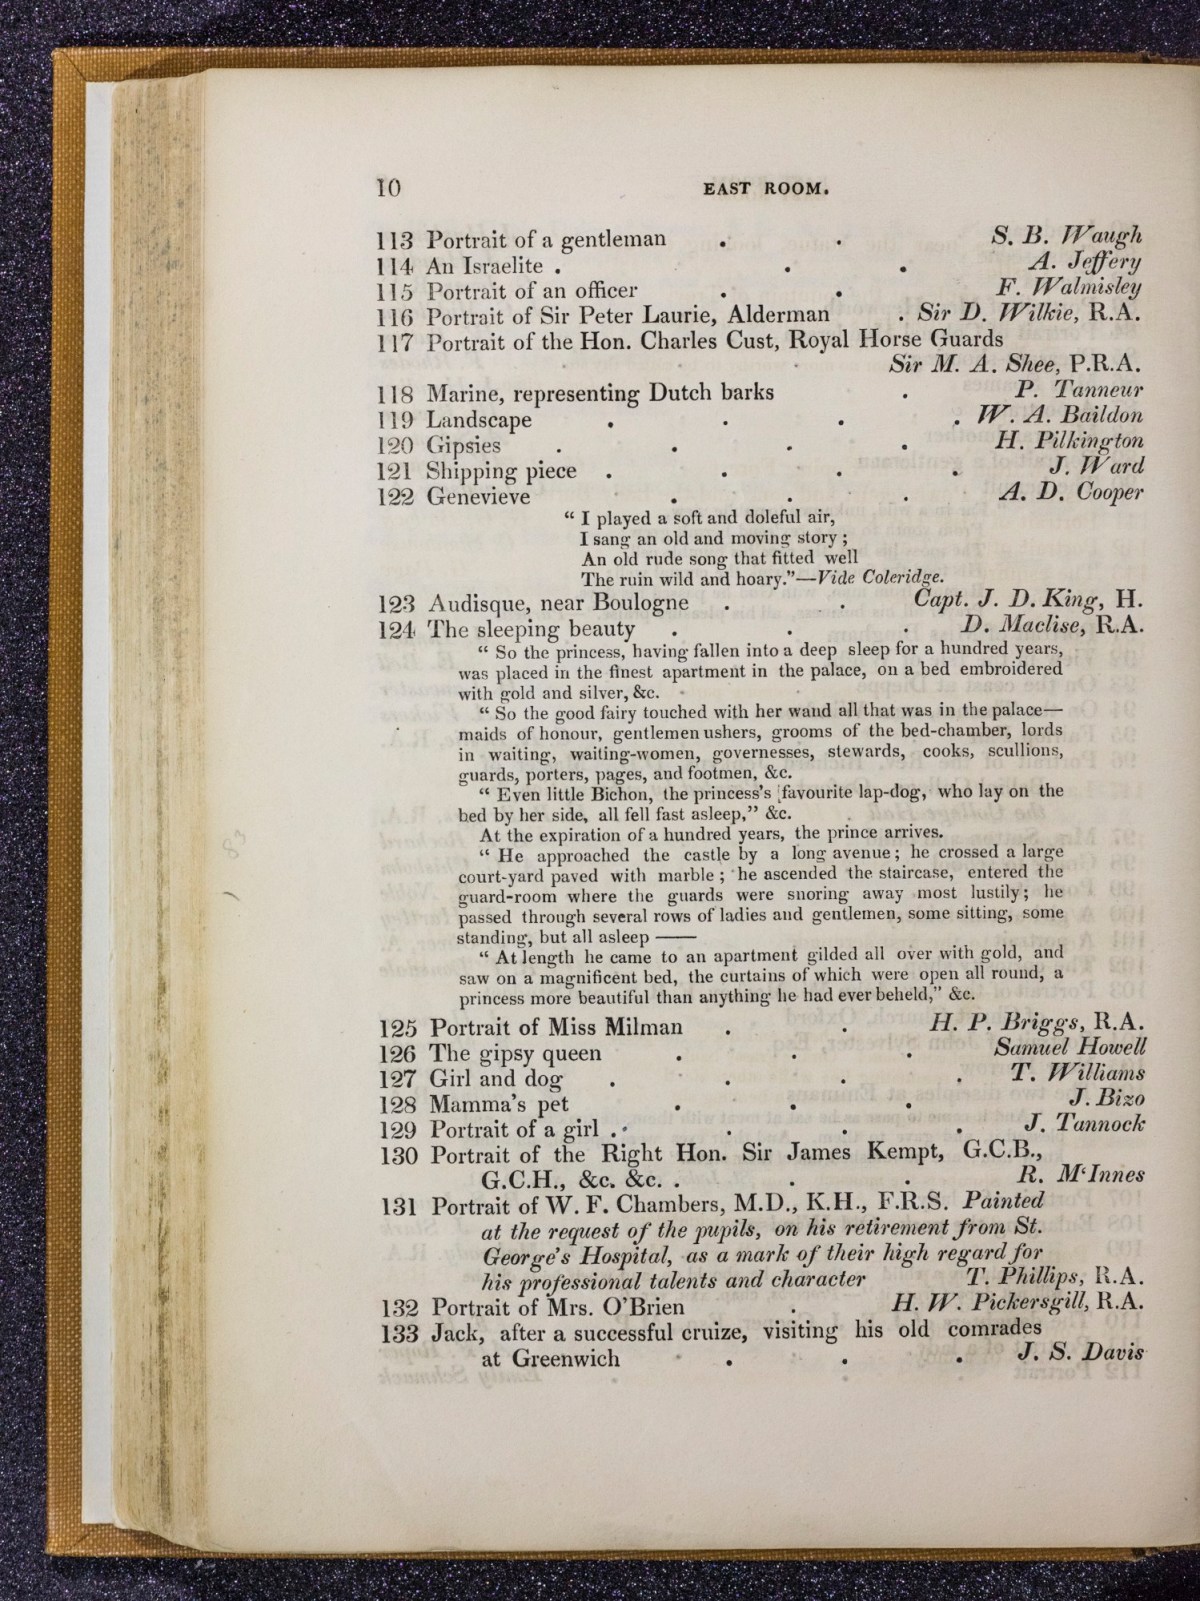 10 EAST ROOM.
113 Portrait of a gentleman . . S. B. Waugh
114 An Israelite . . . A. Jeffery
115 Portrait of an officer . . F. Walmisley
116 Portrait of Sir Peter Laurie, Alderman . Sir D. Wilkie, R.A.
117 Portrait of the Hon. Charles Cust, Royal Horse Guards
Sir M. A. Shee, P.R.A.
118 Marine, representing Dutch barks . P. Tanneur
119 Landscape . . . . W. A. Baildon
120 Gipsies . . . . H. Pilkington
121 Shipping piece . . . . J. Ward
122 Genevieve . . . A. D. Cooper
“ I played a soft and doleful air,
I sang an old and moving story ;
An old rude song that fitted well
The ruin wild and hoary.”—Vide Coleridge.
123 Audisque, near Boulogne . . Capt. J. D. King, H.
124 The sleeping beauty . . . D. Maclise, R.A.
“ So the princess, having fallen into a deep sleep for a hundred years,
was placed in the finest apartment in the palace, on a bed embroidered
with gold and silver, &c.
“ So the good fairy touched with her wand all that was in the palace—
maids of honour, gentlemen ushers, grooms of the bed-chamber, lords
in waiting, waiting-women, governesses, stewards, cooks, scullions,
guards, porters, pages, and footmen, &c.
“ Even little Bichon, the princess’s favourite lap-dog, who lay on the
bed by her side, all fell fast asleep,” &c.
At the expiration of a hundred years, the prince arrives.
“ He approached the castle by a long avenue ; he crossed a large
court-yard paved with marble ; he ascended the staircase, entered the
guard-room where the guards were snoring away most lustily ; he
passed through several rows of ladies and gentlemen, some sitting, some
standing, but all asleep ——
“ At length he came to an apartment gilded all over with gold, and
saw on a magnificent bed, the curtains of which were open all round, a
princess more beautiful than anything he had ever beheld,” &c.
125 Portrait of Miss Milman . . H. P. Briggs, R.A.
126 The gipsy queen . . . Samuel Howell
127 Girl and dog . . . . T. Williams
128 Mamma’s pet . . . J. Bizo
129 Portrait of a girl . . . . J. Tannock
130 Portrait of the Right Hon. Sir James Kempt, G.C.B.,
G.C.H., &c. &c. . . . R. M‘Innes
131 Portrait of W. F. Chambers, M.D., K.H., F.R.S. Painted
at the request of the pupils, on his retirement from St.
George’s Hospital, as a mark of their high regard for
his professional talents and character T. Phillips, R.A.
132 Portrait of Mrs. O’Brien . H. W. Pickersgill, R.A.
133 Jack, after a successful cruize, visiting his old comrades
at Greenwich . . . J. S. Davis